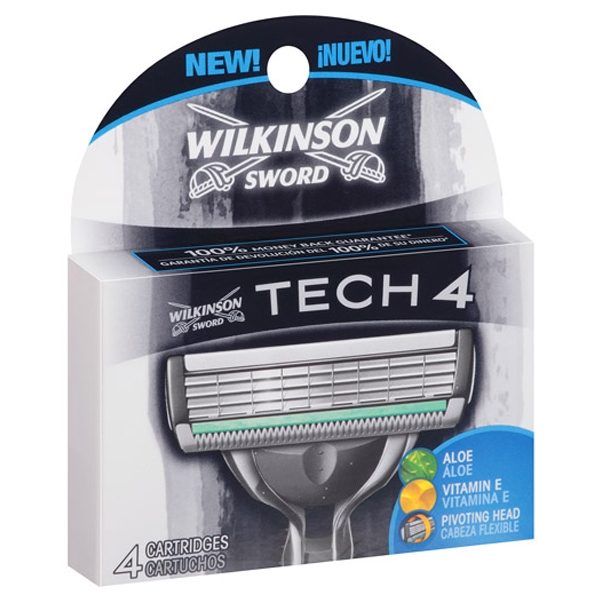 NEW! ¡NUEVO!
WILKINSON
SWORD
100% MONEY BACK GUARANTEE*
GARANTÍA DE DEVOLUCIÓN DEL 100% DE SU DINERO*
WILKINSON
SWORD
TECH 4
ALOE
ALOE
VITAMIN E
VITAMINA E
PIVOTING HEAD
CABEZA FLEXIBLE
4 CARTRIDGES
CARTUCHOS